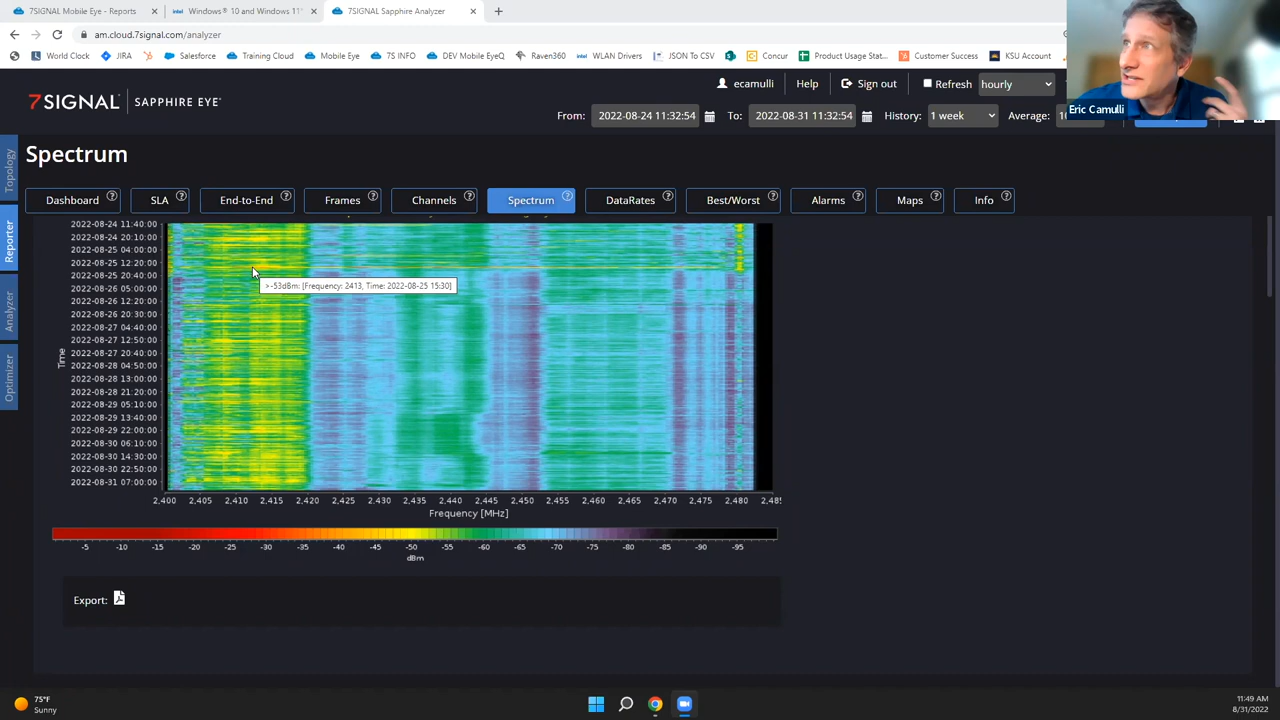 7SIGNAL Mobile Eye - Reports
Windows® 10 and Windows 11
7SIGNAL Sapphire Analyzer
am.cloud.7signal.com/analyzer
World Clock
JIRA
Salesforce
Training Cloud
Mobile Eye
7S INFO
DEV Mobile EyeQ
Raven360
WLAN Drivers
JSON To CSV
Concur
Product Usage Stat...
Customer Success
KSU Account
Eric Camulli
7SIGNAL SAPPHIRE EYE
ecamulli
Help
Sign out
Refresh
hourly
From: 2022-08-24 11:32:54
To: 2022-08-31 11:32:54
History: 1 week
Average:
Topology
Reporter
Analyzer
Optimizer
Spectrum
Dashboard
SLA
End-to-End
Frames
Channels
Spectrum
DataRates
Best/Worst
Alarms
Maps
Info
Time
2022-08-24 11:40:00
2022-08-24 20:10:00
2022-08-25 04:00:00
2022-08-25 12:20:00
2022-08-25 20:40:00
2022-08-26 05:00:00
2022-08-26 12:20:00
2022-08-26 20:30:00
2022-08-27 04:40:00
2022-08-27 12:50:00
2022-08-27 20:40:00
2022-08-28 04:50:00
2022-08-28 13:00:00
2022-08-28 21:20:00
2022-08-29 05:10:00
2022-08-29 13:40:00
2022-08-29 22:00:00
2022-08-30 06:10:00
2022-08-30 14:30:00
2022-08-30 22:50:00
2022-08-31 07:00:00
>-53dBm: [Frequency: 2413, Time: 2022-08-25 15:30]
2,400 2,405 2,410 2,415 2,420 2,425 2,430 2,435 2,440 2,445 2,450 2,455 2,460 2,465 2,470 2,475 2,480 2,485
Frequency [MHz]
-5 -10 -15 -20 -25 -30 -35 -40 -45 -50 -55 -60 -65 -70 -75 -80 -85 -90 -95
dBm
Export:
75°F
Sunny
11:49 AM
8/31/2022